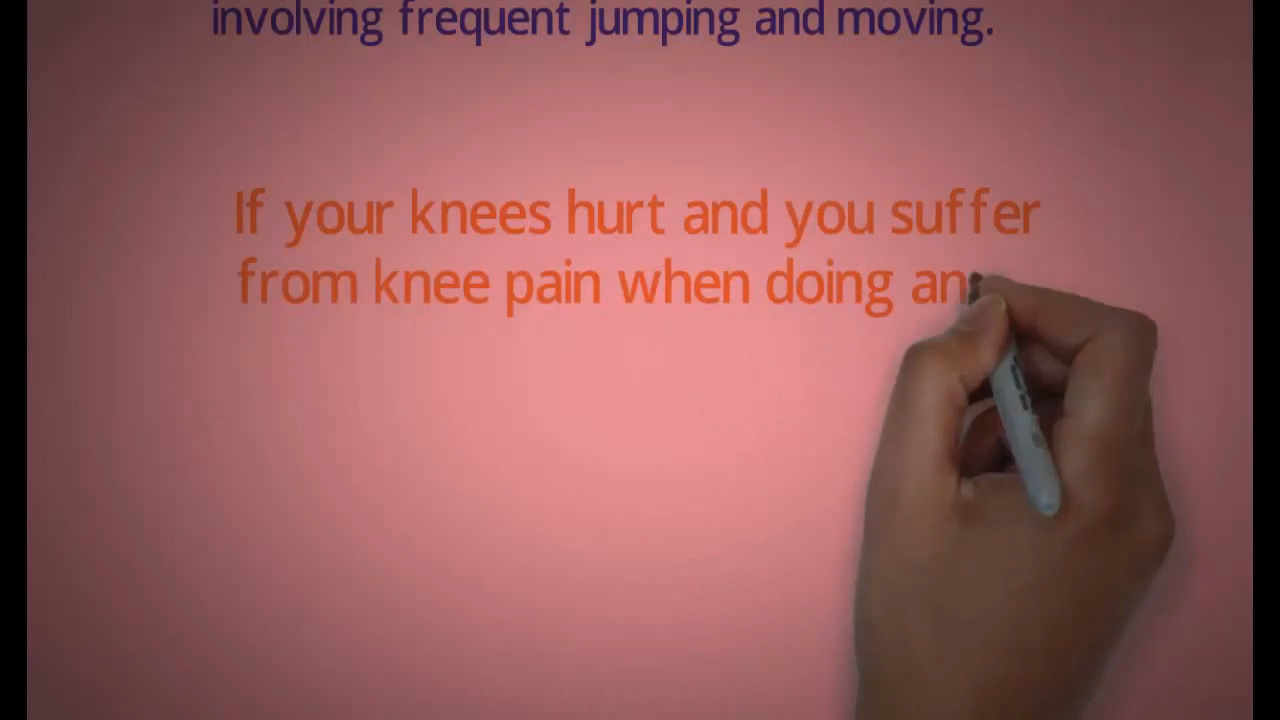 involving frequent jumping and moving.
If your knees hurt and you suffer
from knee pain when doing an